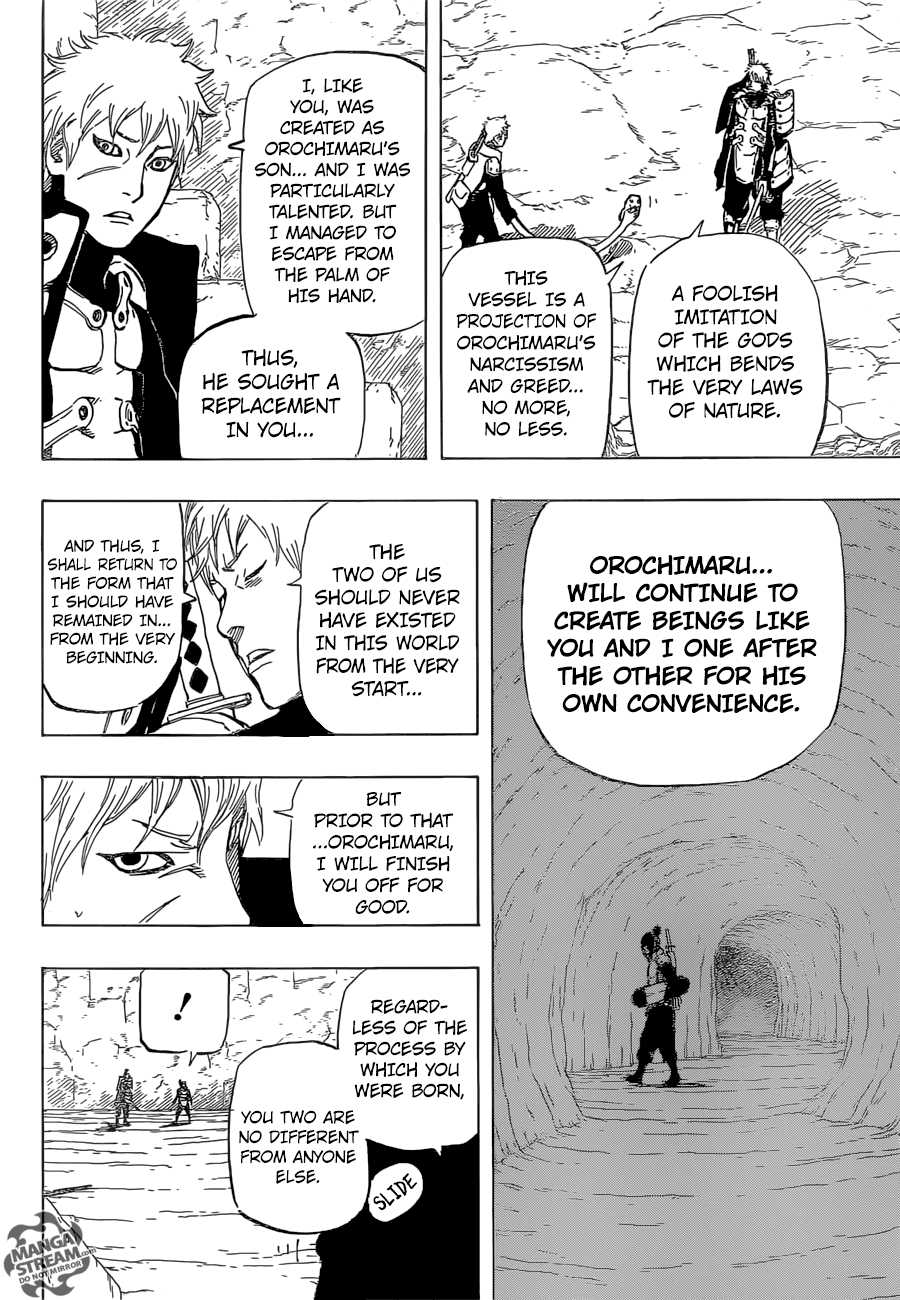 A FOOLISH
IMITATION
OF THE GODS
WHICH BENDS
THE VERY LAWS
OF NATURE.
THIS
VESSEL IS A
PROJECTION OF
OROCHIMARU'S
NARCISSISM
AND GREED...
NO MORE,
NO LESS.
I, LIKE
YOU, WAS
CREATED AS
OROCHIMARU'S
SON... AND I WAS
PARTICULARLY
TALENTED. BUT
I MANAGED TO
ESCAPE FROM
THE PALM OF
HIS HAND.
THUS,
HE SOUGHT A
REPLACEMENT
IN YOU...
OROCHIMARU...
WILL CONTINUE TO
CREATE BEINGS LIKE
YOU AND I ONE AFTER
THE OTHER FOR HIS
OWN CONVENIENCE.
THE
TWO OF US
SHOULD NEVER
HAVE EXISTED
IN THIS WORLD
FROM THE VERY
START...
AND THUS, I
SHALL RETURN TO
THE FORM THAT
I SHOULD HAVE
REMAINED IN...
FROM THE VERY
BEGINNING.
BUT
PRIOR TO THAT
...OROCHIMARU,
I WILL FINISH
YOU OFF FOR
GOOD.
REGARD-
LESS OF THE
PROCESS BY
WHICH YOU
WERE BORN,
YOU TWO ARE
NO DIFFERENT
FROM ANYONE
ELSE.
!
SLIDE
MANGA
STREAM.com
DO NOT MIRROR